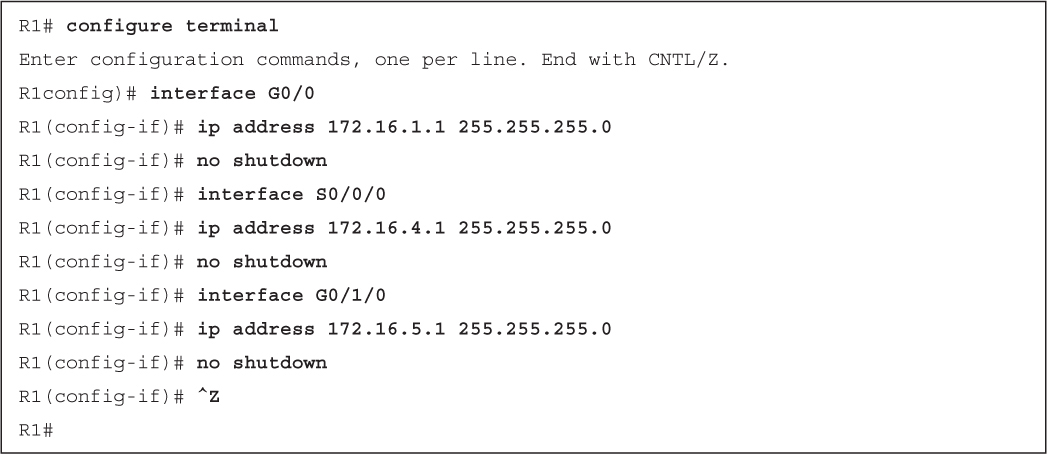 R1# configure terminal
Enter configuration commands, one per line. End with CNTL/Z.
R1config)# interface G0/0
R1(config-if)# ip address 172.16.1.1 255.255.255.0
R1(config-if)# no shutdown
R1(config-if)# interface S0/0/0
R1(config-if)# ip address 172.16.4.1 255.255.255.0
R1(config-if)# no shutdown
R1(config-if)# interface G0/1/0
R1(config-if)# ip address 172.16.5.1 255.255.255.0
R1(config-if)# no shutdown
R1(config-if)# ^Z
R1#